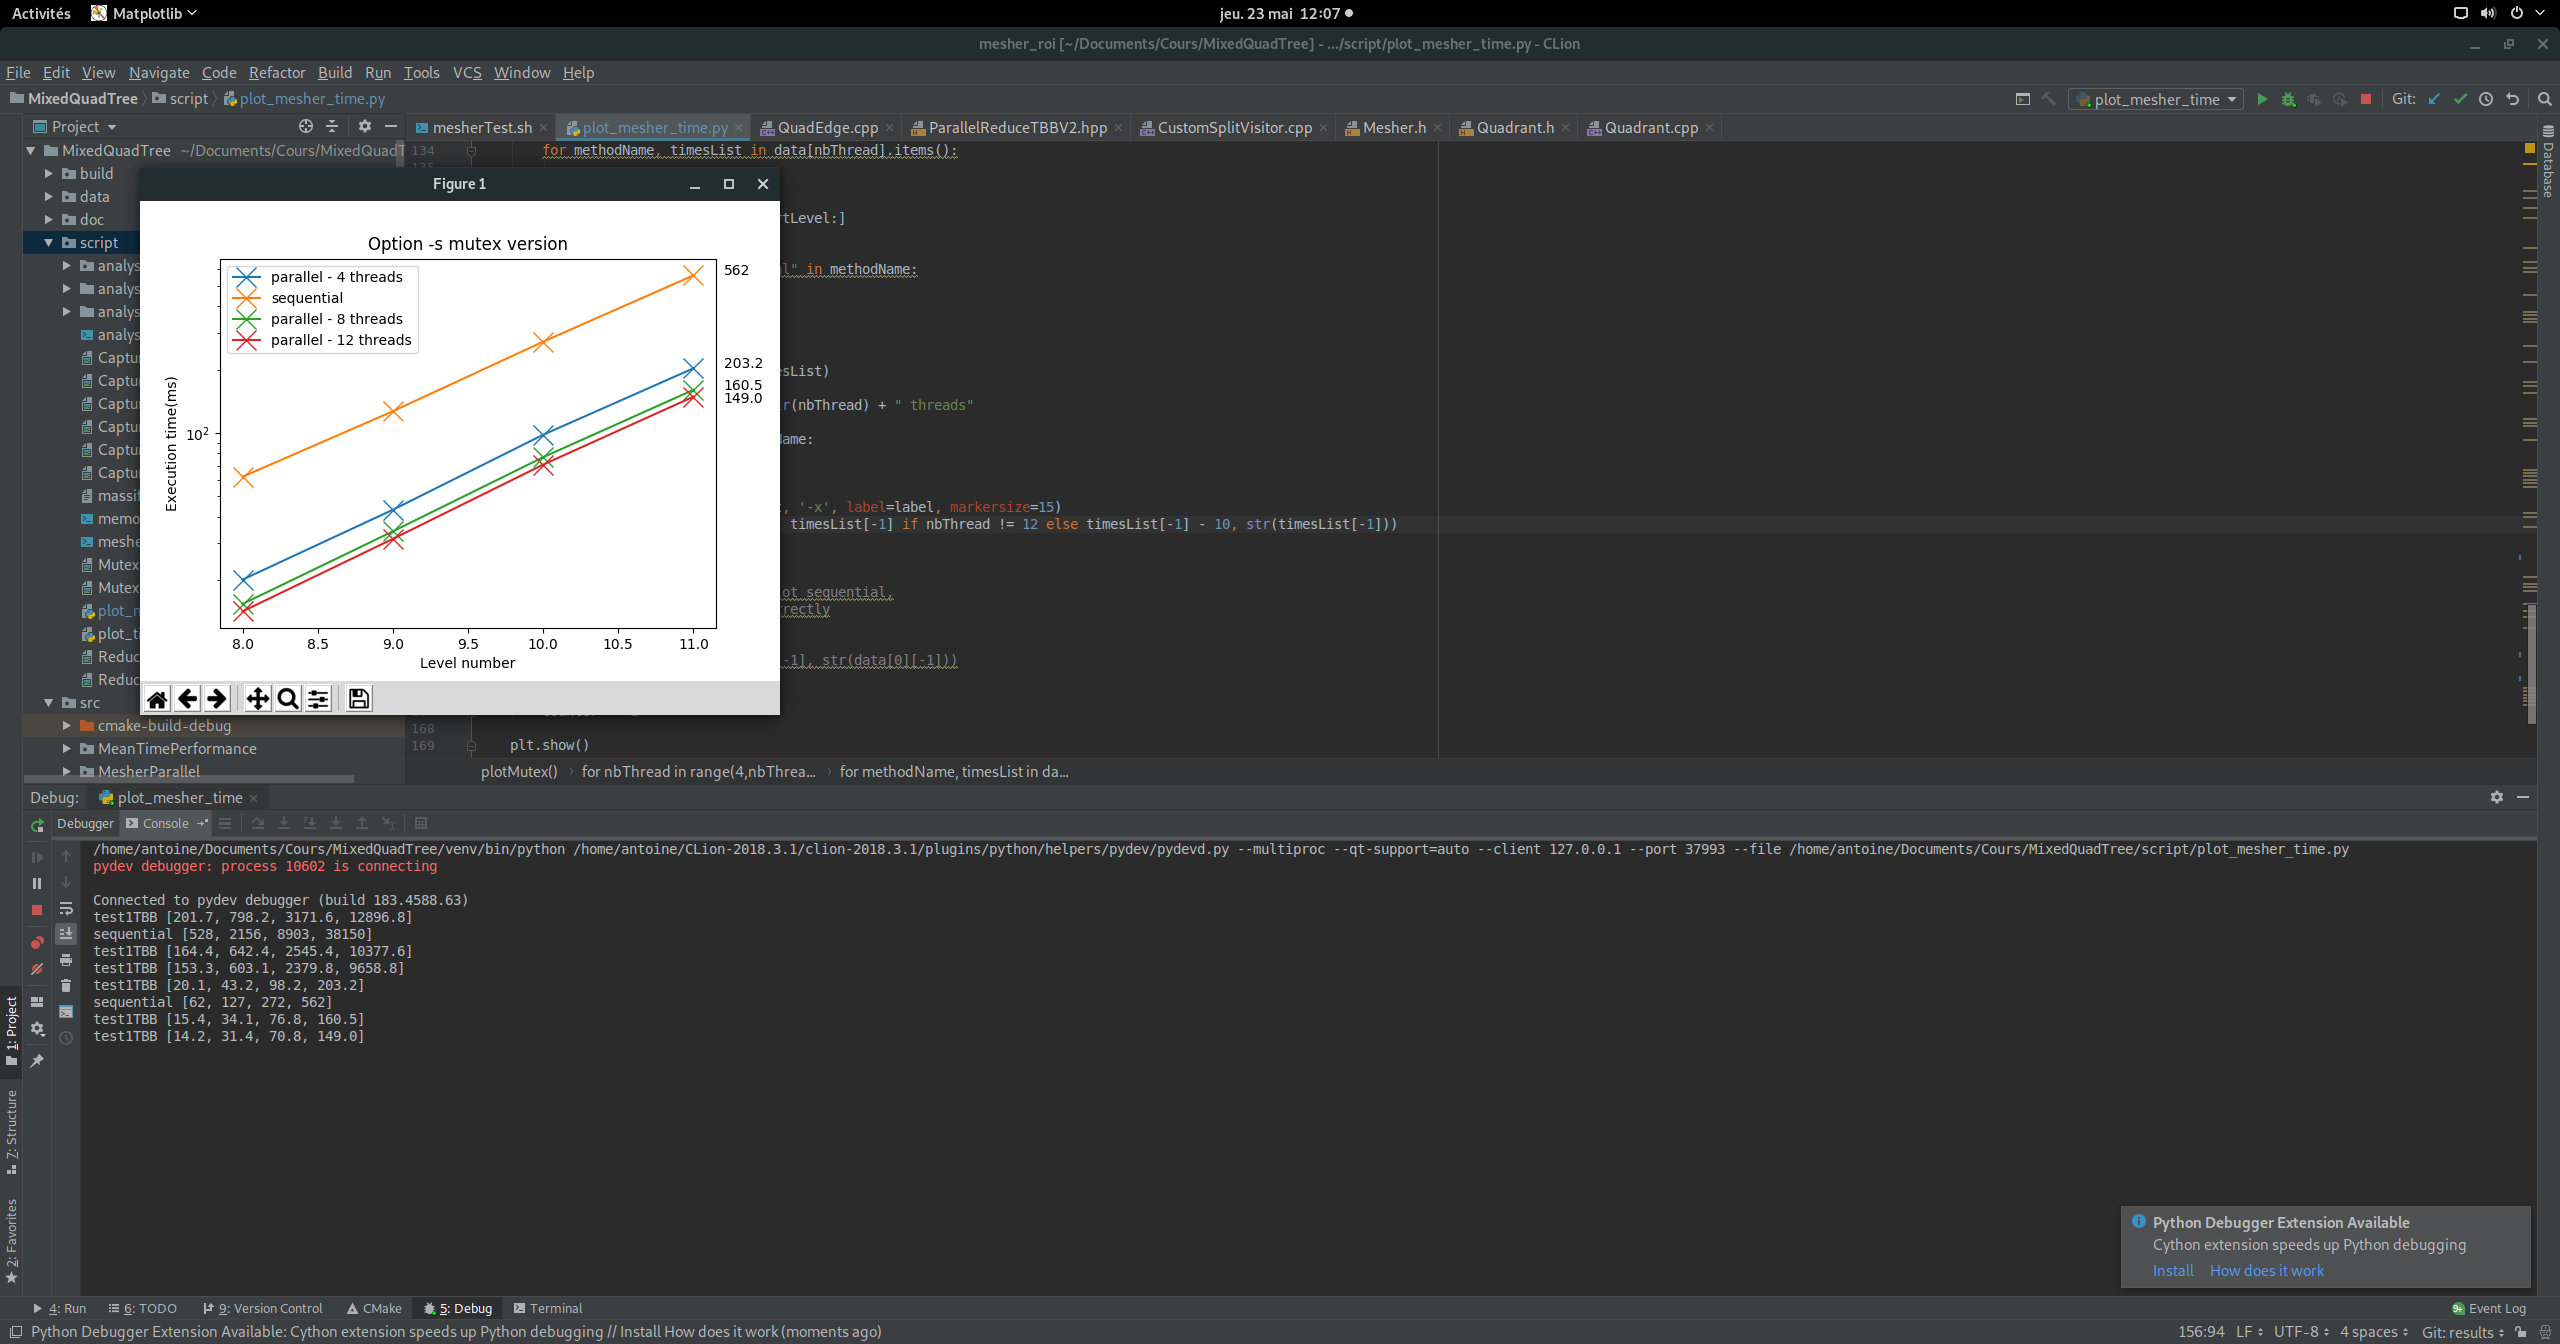 Activités Matplotlib jeu. 23 mai 12:07
mesher_roi [~/Documents/Cours/MixedQuadTree] - .../script/plot_mesher_time.py - CLion
File Edit View Navigate Code Refactor Build Run Tools VCS Window Help
MixedQuadTree script plot_mesher_time.py plot_mesher_time Git:
Project mesherTest.sh plot_mesher_time.py QuadEdge.cpp ParallelReduceTBBV2.hpp CustomSplitVisitor.cpp Mesher.h Quadrant.h Quadrant.cpp
MixedQuadTree ~/Documents/Cours/MixedQuadT
build
data
doc
script
analys
analys
analys
analys
Captu
Captu
Captu
Captu
Captu
Captu
massif
memo
meshe
Mutex
Mutex
plot_m
plot_ti
Reduc
Reduc
src
cmake-build-debug
MeanTimePerformance
MesherParallel
134 for methodName, timesList in data[nbThread].items():
rtLevel:]
l" in methodName:
esList)
r(nbThread) + " threads"
ame:
, '-x', label=label, markersize=15)
timesList[-1] if nbThread != 12 else timesList[-1] - 10, str(timesList[-1]))
ot sequential,
rectly
-1], str(data[0][-1]))
168
169 plt.show()
plotMutex() for nbThread in range(4,nbThrea... for methodName, timesList in da...
Figure 1
Option -s mutex version
parallel - 4 threads
sequential
parallel - 8 threads
parallel - 12 threads
562
203.2
160.5
149.0
Execution time(ms)
10²
8.0 8.5 9.0 9.5 10.0 10.5 11.0
Level number
Database
Debug: plot_mesher_time
Debugger Console
/home/antoine/Documents/Cours/MixedQuadTree/venv/bin/python /home/antoine/CLion-2018.3.1/clion-2018.3.1/plugins/python/helpers/pydev/pydevd.py --multiproc --qt-support=auto --client 127.0.0.1 --port 37993 --file /home/antoine/Documents/Cours/MixedQuadTree/script/plot_mesher_time.py
pydev debugger: process 10602 is connecting
Connected to pydev debugger (build 183.4588.63)
test1TBB [201.7, 798.2, 3171.6, 12896.8]
sequential [528, 2156, 8903, 38150]
test1TBB [164.4, 642.4, 2545.4, 10377.6]
test1TBB [153.3, 603.1, 2379.8, 9658.8]
test1TBB [20.1, 43.2, 98.2, 203.2]
sequential [62, 127, 272, 562]
test1TBB [15.4, 34.1, 76.8, 160.5]
test1TBB [14.2, 31.4, 70.8, 149.0]
1: Project
7: Structure
2: Favorites
Python Debugger Extension Available
Cython extension speeds up Python debugging
Install How does it work
4: Run 6: TODO 9: Version Control CMake 5: Debug Terminal 9+ Event Log
Python Debugger Extension Available: Cython extension speeds up Python debugging // Install How does it work (moments ago) 156:94 LF UTF-8 4 spaces Git: results